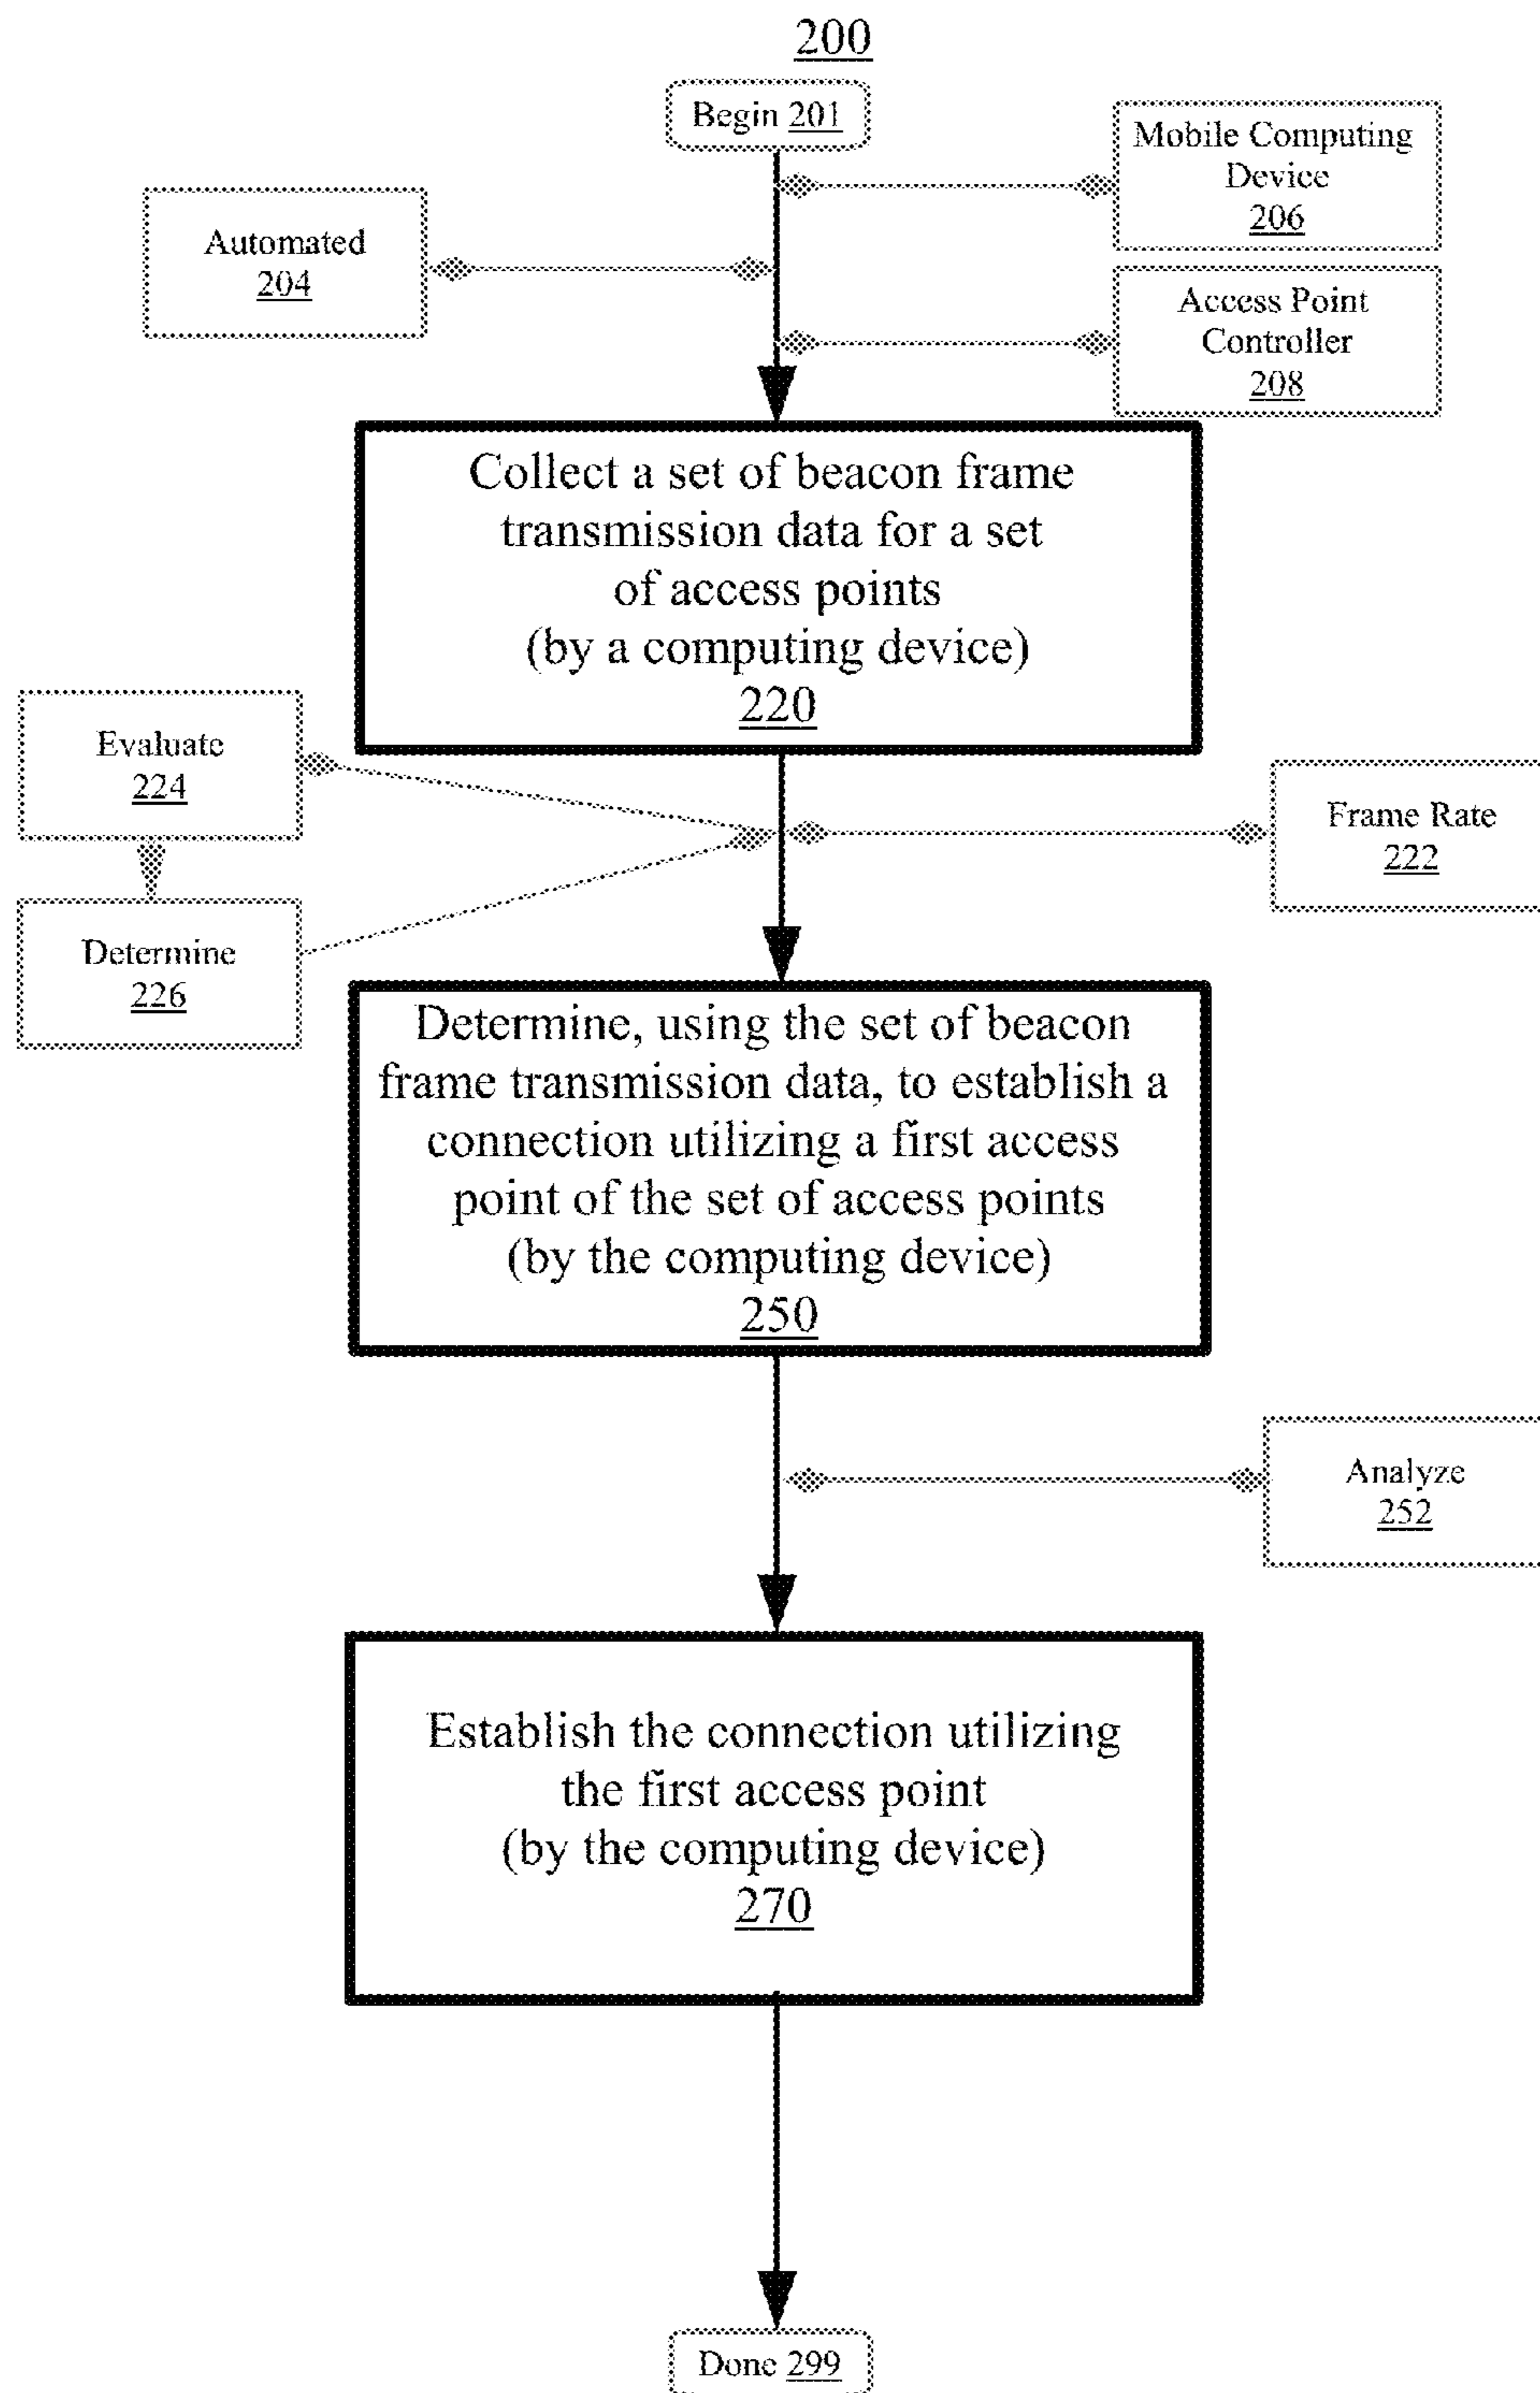 200
Begin 201
Mobile Computing
Device
206
Automated
204
Access Point
Controller
208
Collect a set of beacon frame
transmission data for a set
of access points
(by a computing device)
220
Evaluate
224
Frame Rate
222
Determine
226
Determine, using the set of beacon
frame transmission data, to establish a
connection utilizing a first access
point of the set of access points
(by the computing device)
250
Analyze
252
Establish the connection utilizing
the first access point
(by the computing device)
270
Done 299